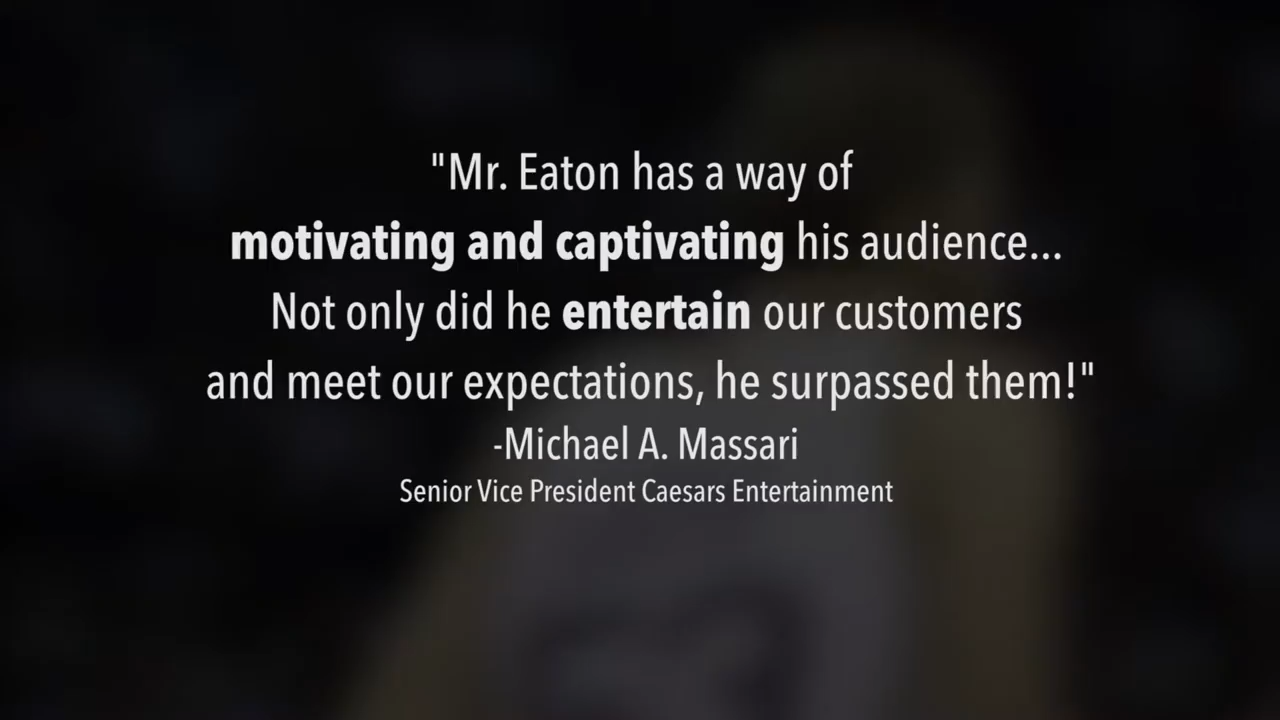 "Mr. Eaton has a way of
motivating and captivating his audience...
Not only did he entertain our customers
and meet our expectations, he surpassed them!"
-Michael A. Massari
Senior Vice President Caesars Entertainment